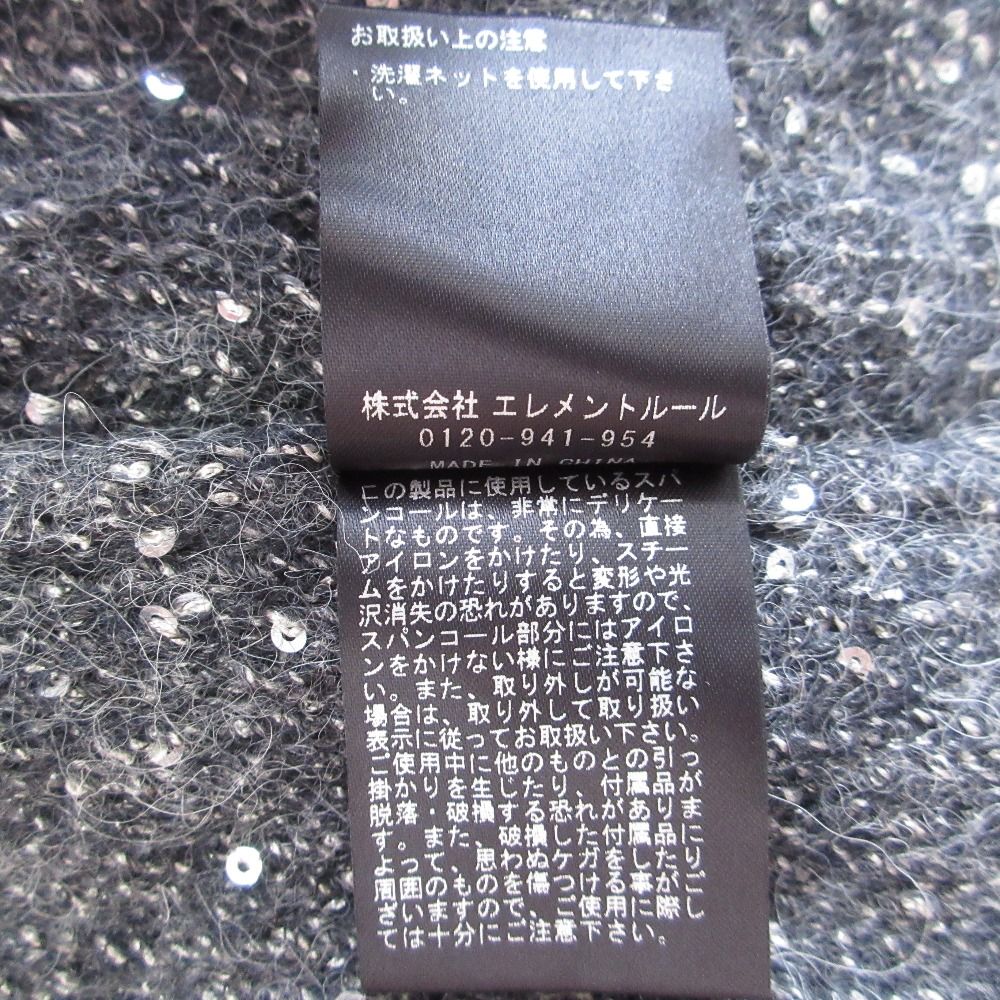 お取扱い上の注意
・洗濯ネットを使用して下さ
い。
株式会社 エレメントルール
0120-941-954
MADE IN CHINA
この製品に使用しているスパ
ンコールは、非常にデリケー
トなものです。その為、直接
アイロンをかけたり、スチー
ムをかけたりすると変形や光
沢消失の恐れがありますので、
スパンコール部分にはアイロ
ンをかけない様にご注意下さ
い。また、取り外しが可能な
場合は、取り外して取り扱い
表示に従ってお取扱い下さい。
ご使用中に他のものとの引っ
掛かりを生じたり、付属品が
脱落・破損する恐れがありま
す。また、破損した付属品に
よって、思わぬケガをしたり
周囲のものを傷つける事がご
ざいますので、ご使用に際し
ては十分にご注意下さい。